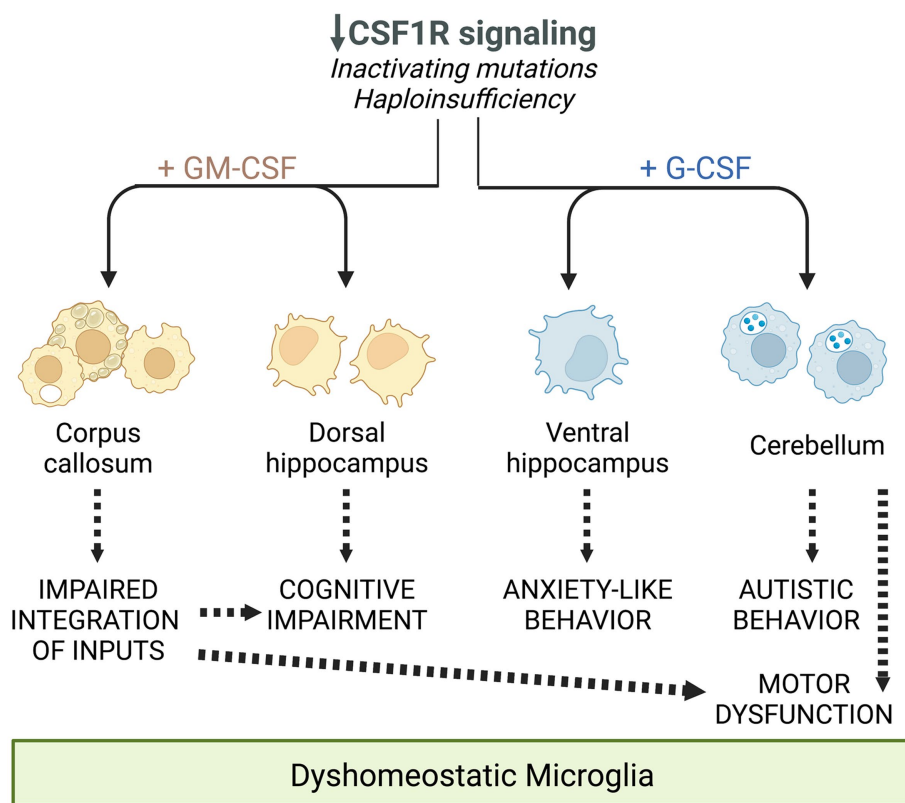 ↓CSF1R signaling
Inactivating mutations
Haploinsufficiency
+ GM-CSF
+ G-CSF
Corpus
callosum
Dorsal
hippocampus
Ventral
hippocampus
Cerebellum
IMPAIRED
INTEGRATION
OF INPUTS
COGNITIVE
IMPAIRMENT
ANXIETY-LIKE
BEHAVIOR
AUTISTIC
BEHAVIOR
MOTOR
DYSFUNCTION
Dyshomeostatic Microglia